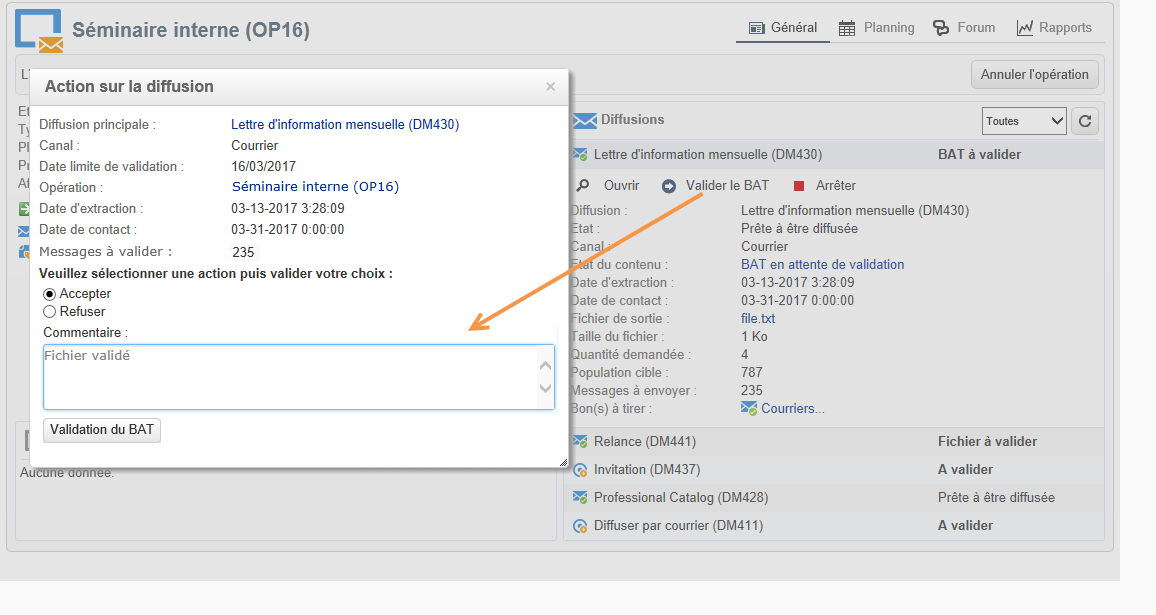 Séminaire interne (OP16)
Général
Planning
Forum
Rapports
Annuler l'opération
Action sur la diffusion
×
Diffusion principale : Lettre d'information mensuelle (DM430)
Canal : Courrier
Date limite de validation : 16/03/2017
Opération : Séminaire interne (OP16)
Date d'extraction : 03-13-2017 3:28:09
Date de contact : 03-31-2017 0:00:00
Messages à valider : 235
Veuillez sélectionner une action puis valider votre choix :
Accepter
Refuser
Commentaire :
Fichier validé
Validation du BAT
Aucune donnée.
Diffusions
Toutes
Lettre d'information mensuelle (DM430) BAT à valider
Ouvrir Valider le BAT Arrêter
Diffusion : Lettre d'information mensuelle (DM430)
Etat : Prête à être diffusée
Canal : Courrier
Etat du contenu : BAT en attente de validation
Date d'extraction : 03-13-2017 3:28:09
Date de contact : 03-31-2017 0:00:00
Fichier de sortie : file.txt
Taille du fichier : 1 Ko
Quantité demandée : 4
Population cible : 787
Messages à envoyer : 235
Bon(s) à tirer : Courriers...
Relance (DM441) Fichier à valider
Invitation (DM437) A valider
Professional Catalog (DM428) Prête à être diffusée
Diffuser par courrier (DM411) A valider